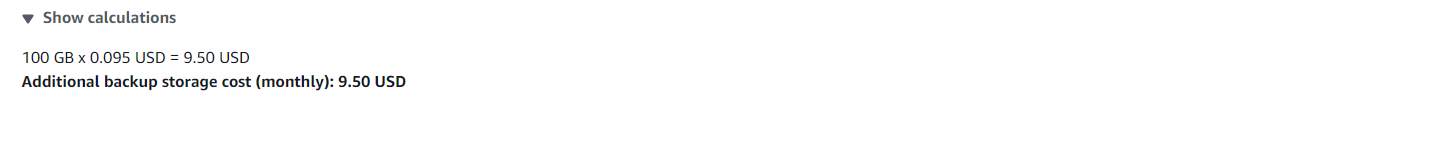 Show calculations
100 GB x 0.095 USD = 9.50 USD
Additional backup storage cost (monthly): 9.50 USD